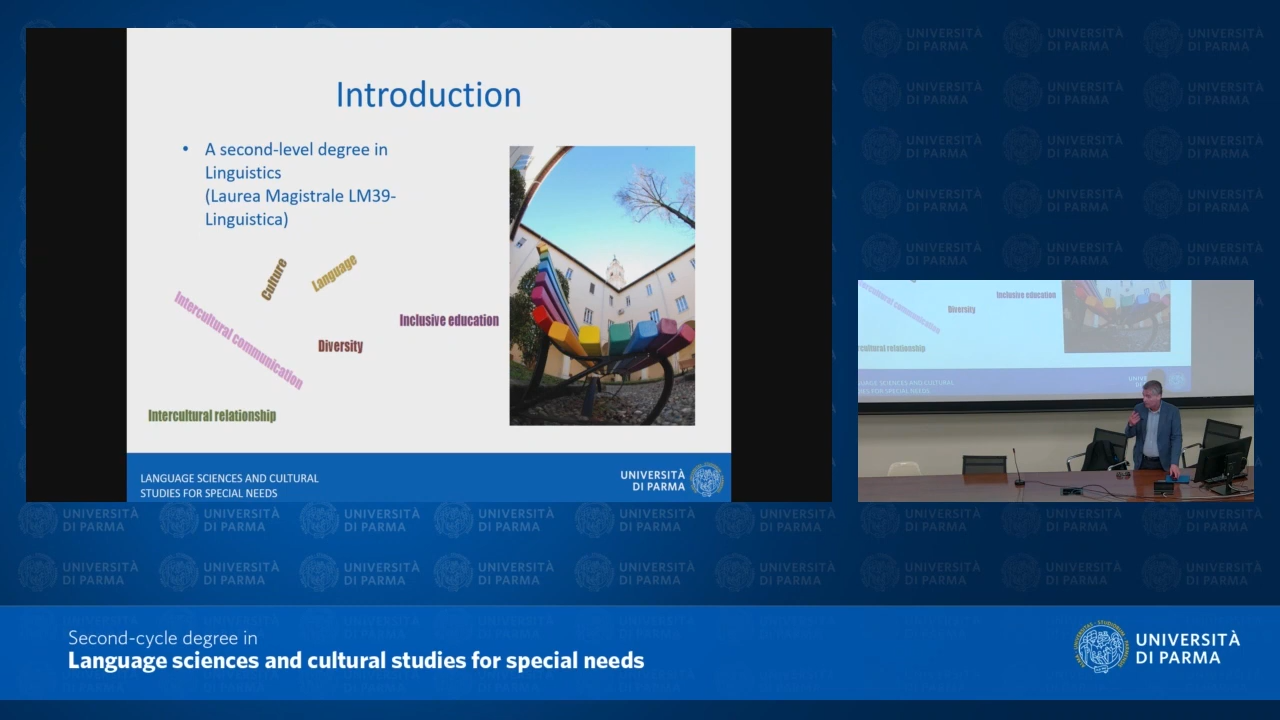 Introduction
• A second-level degree in
Linguistics
(Laurea Magistrale LM39-
Linguistica)
Culture
Language
Intercultural communication
Inclusive education
Diversity
Intercultural relationship
LANGUAGE SCIENCES AND CULTURAL
STUDIES FOR SPECIAL NEEDS
UNIVERSITÀ
DI PARMA
Inclusive education
Diversity
Second-cycle degree in
Language sciences and cultural studies for special needs
UNIVERSITÀ
DI PARMA